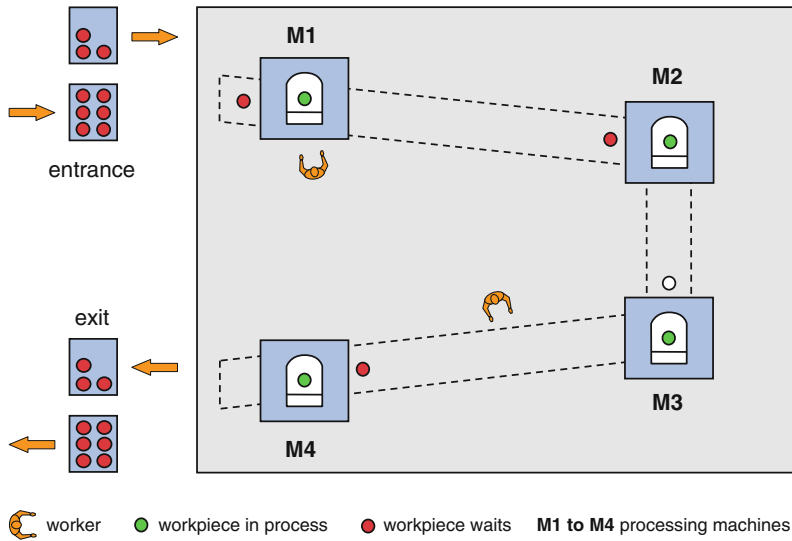 M1
M2
entrance
exit
M3
M4
worker
workpiece in process
workpiece waits
M1 to M4 processing machines